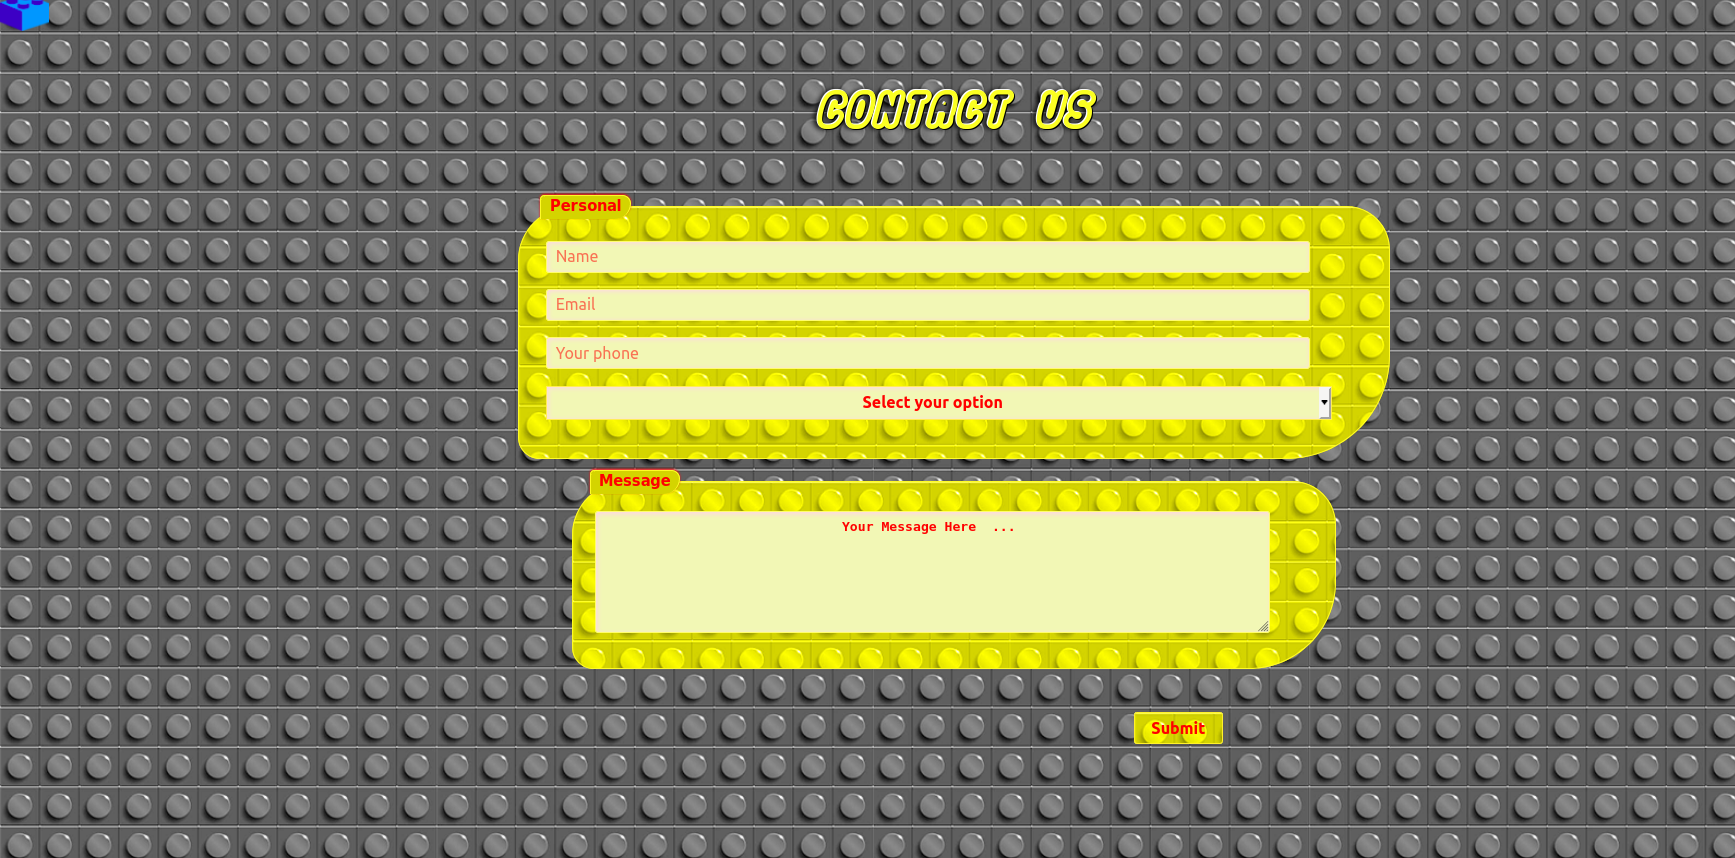 CONTACT US
Personal
Name
Email
Your phone
Select your option
Message
Your Message Here  ...
Submit